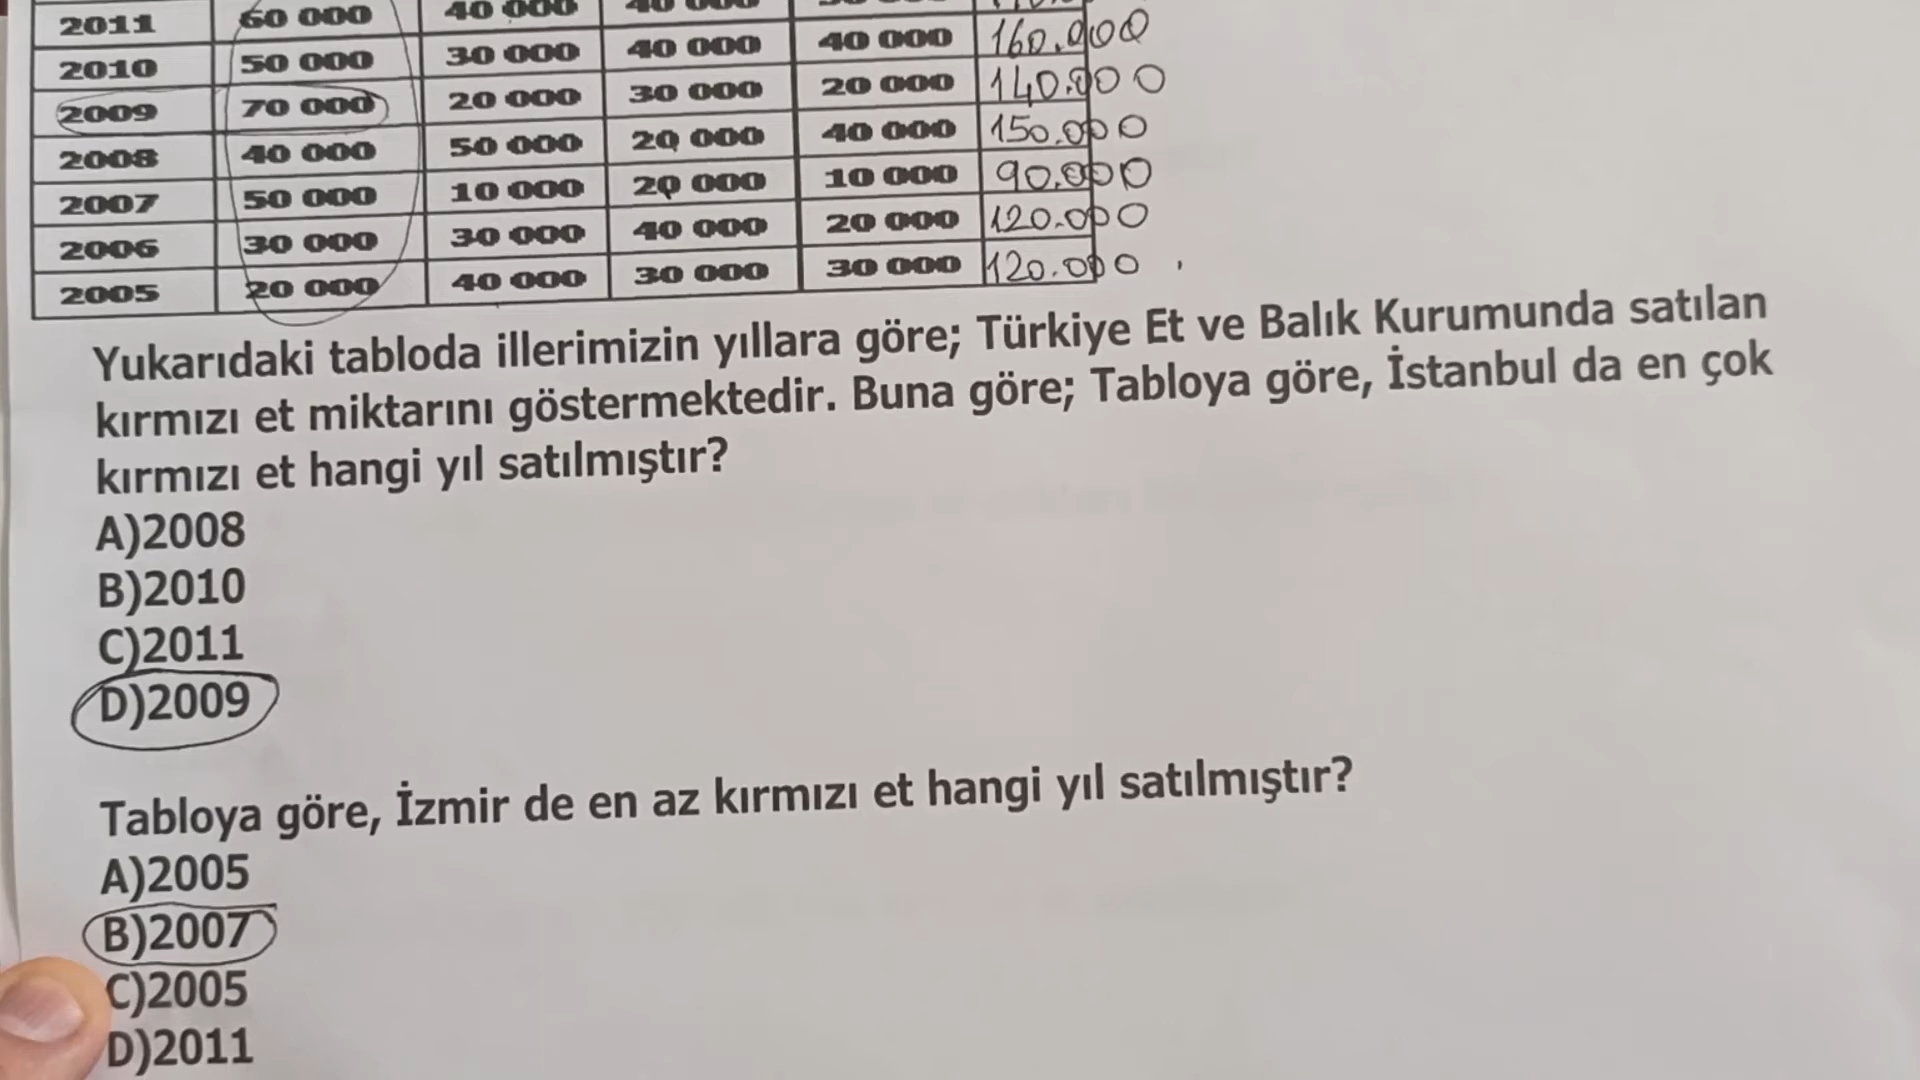 2011 60 000 40 000 40 000
2010 50 000 30 000 40 000 40 000 160.000
2009 70 000 20 000 30 000 20 000 140.000
2008 40 000 50 000 20 000 40 000 150.000
2007 50 000 10 000 20 000 10 000 90.000
2006 30 000 30 000 40 000 20 000 120.000
2005 20 000 40 000 30 000 30 000 120.000
Yukarıdaki tabloda illerimizin yıllara göre; Türkiye Et ve Balık Kurumunda satılan
kırmızı et miktarını göstermektedir. Buna göre; Tabloya göre, İstanbul da en çok
kırmızı et hangi yıl satılmıştır?
A)2008
B)2010
C)2011
D)2009
Tabloya göre, İzmir de en az kırmızı et hangi yıl satılmıştır?
A)2005
B)2007
C)2005
D)2011